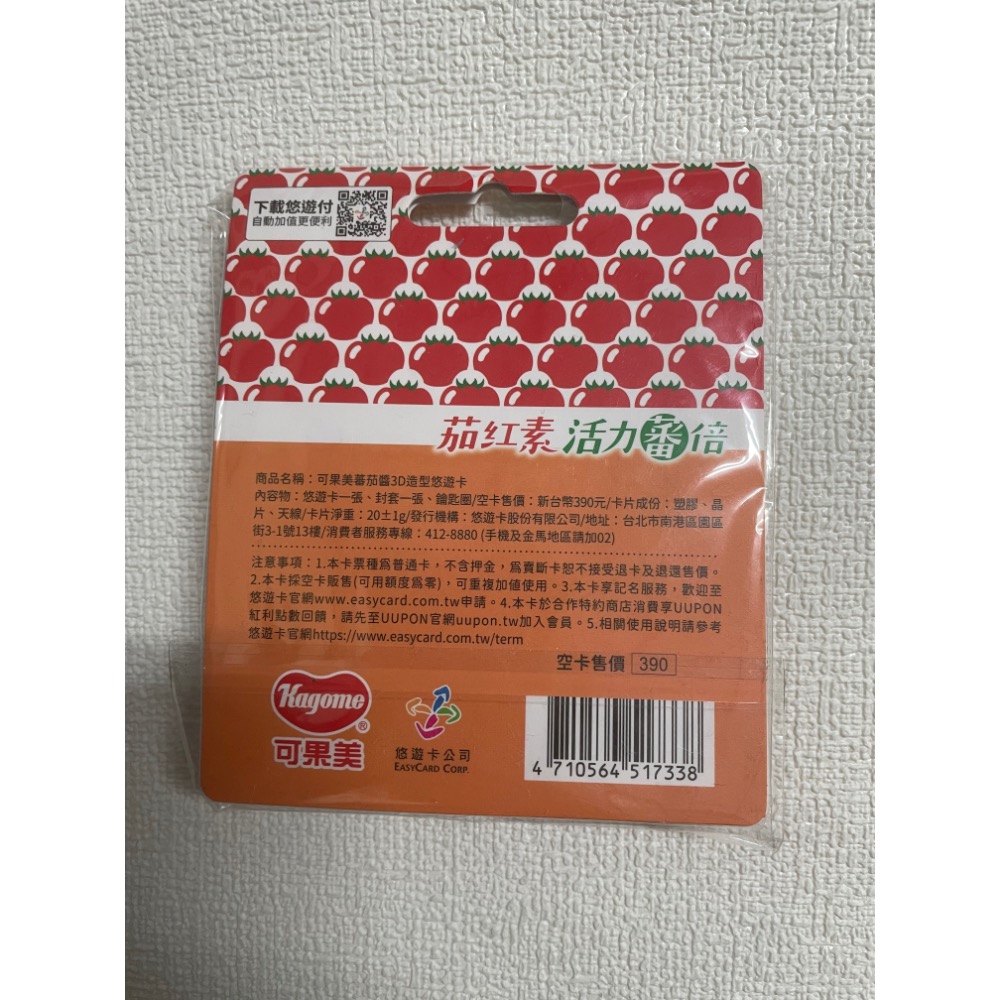 下載悠遊付
自動加值更便利
茄紅素 活力蕃倍
商品名稱：可果美蕃茄醬3D造型悠遊卡
內容物：悠遊卡一張、封套一張、鑰匙圈/空卡售價：新台幣390元/卡片成份：塑膠、晶
片、天線/卡片淨重：20±1g/發行機構：悠遊卡股份有限公司/地址：台北市南港區園區
街3-1號13樓/消費者服務專線：412-8880 (手機及金馬地區請加02)
注意事項：1.本卡票種為普通卡，不含押金，為賣斷卡恕不接受退卡及退還售價。
2.本卡採空卡販售(可用額度為零)，可重複加值使用。3.本卡享記名服務，歡迎至
悠遊卡官網www.easycard.com.tw申請。4.本卡於合作特約商店消費享UUPON
紅利點數回饋，請先至UUPON官網uupon.tw加入會員。5.相關使用說明請參考
悠遊卡官網https://www.easycard.com.tw/term
空卡售價 390
Kagome ®
可果美
悠遊卡公司
EASYCARD CORP.
4 710564 517338